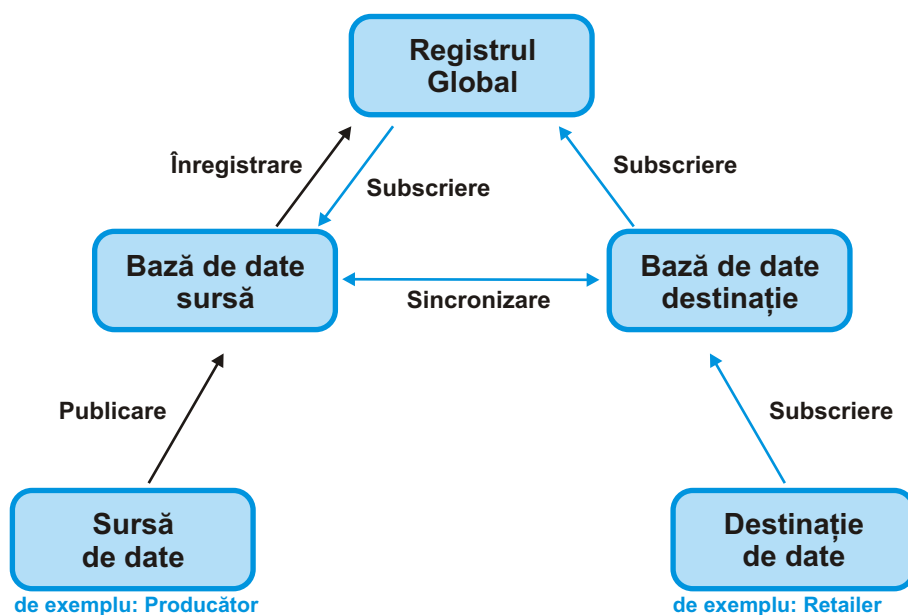 Registrul
Global
Înregistrare
Subscriere
Subscriere
Bază de date
sursă
Sincronizare
Bază de date
destinație
Publicare
Subscriere
Sursă
de date
Destinație
de date
de exemplu: Producător
de exemplu: Retailer